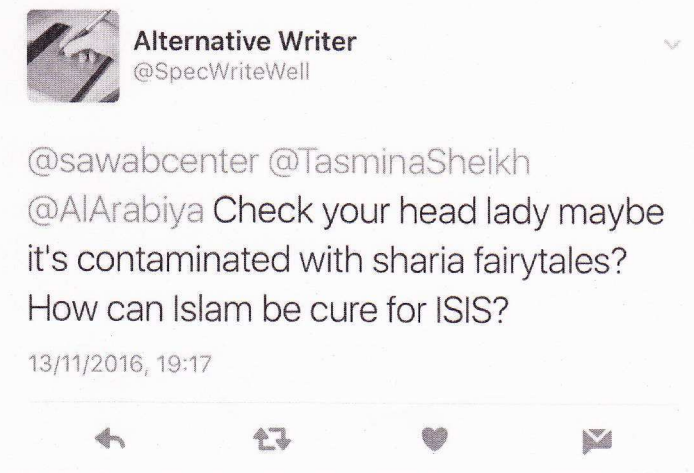 Alternative Writer
@SpecWriteWell
@sawabcenter @TasminaSheikh
@AlArabiya Check your head lady maybe
it's contaminated with sharia fairytales?
How can Islam be cure for ISIS?
13/11/2016, 19:17